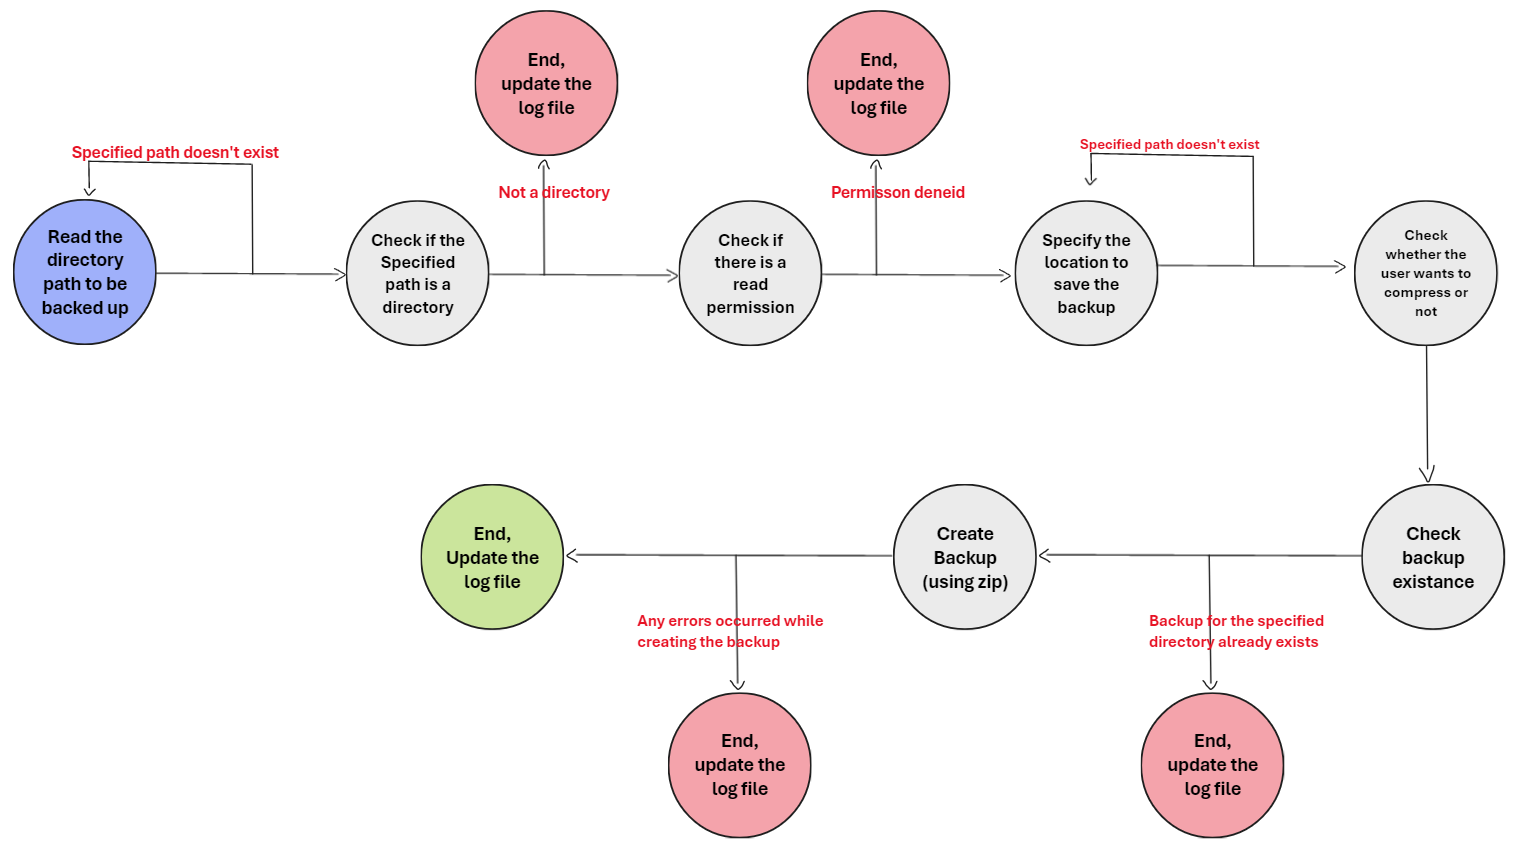 End,
update the
log file
End,
update the
log file
Specified path doesn't exist
Specified path doesn't exist
Not a directory
Permisson deneid
Read the
directory
path to be
backed up
Check if the
Specified
path is a
directory
Check if
there is a
read
permission
Specify the
location to
save the
backup
Check
whether the
user wants to
compress or
not
End,
Update the
log file
Create
Backup
(using zip)
Check
backup
existance
Any errors occurred while
creating the backup
Backup for the specified
directory already exists
End,
update the
log file
End,
update the
log file